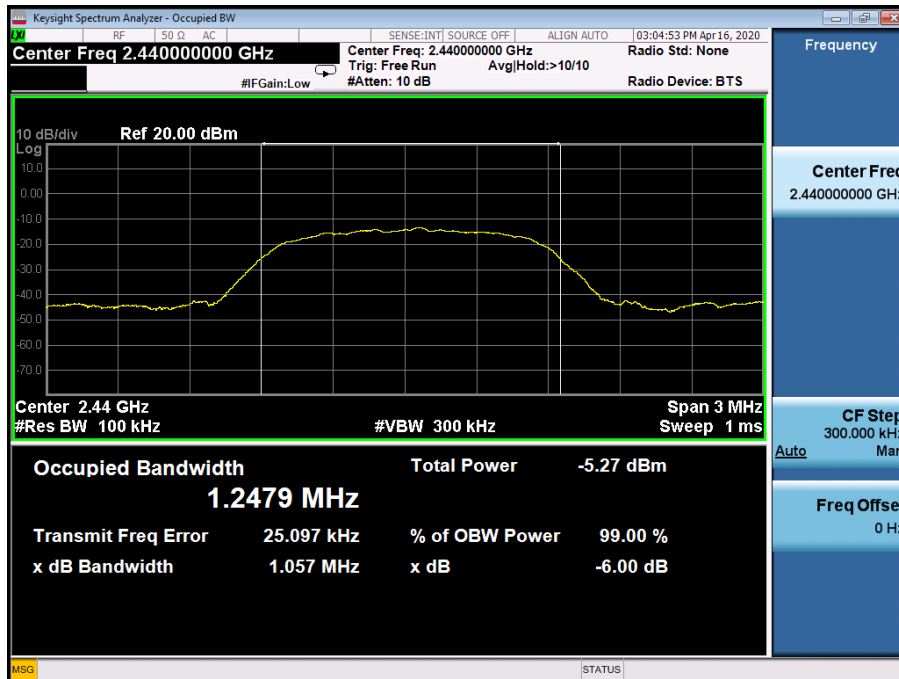 Keysight Spectrum Analyzer - Occupied BW
LXI
RF 50 Ω AC SENSE:INT SOURCE OFF ALIGN AUTO 03:04:53 PM Apr 16, 2020
Center Freq 2.440000000 GHz
Center Freq: 2.440000000 GHz Radio Std: None
Trig: Free Run Avg|Hold:>10/10
#IFGain:Low #Atten: 10 dB Radio Device: BTS
Frequency
10 dB/div Ref 20.00 dBm
Log
10.0
0.00
-10.0
-20.0
-30.0
-40.0
-50.0
-60.0
-70.0
Center 2.44 GHz Span 3 MHz
#Res BW 100 kHz #VBW 300 kHz Sweep 1 ms
Center Freq
2.440000000 GHz
CF Step
300.000 kHz
Auto Man
Freq Offset
0 Hz
Occupied Bandwidth Total Power -5.27 dBm
1.2479 MHz
Transmit Freq Error 25.097 kHz % of OBW Power 99.00 %
x dB Bandwidth 1.057 MHz x dB -6.00 dB
MSG STATUS